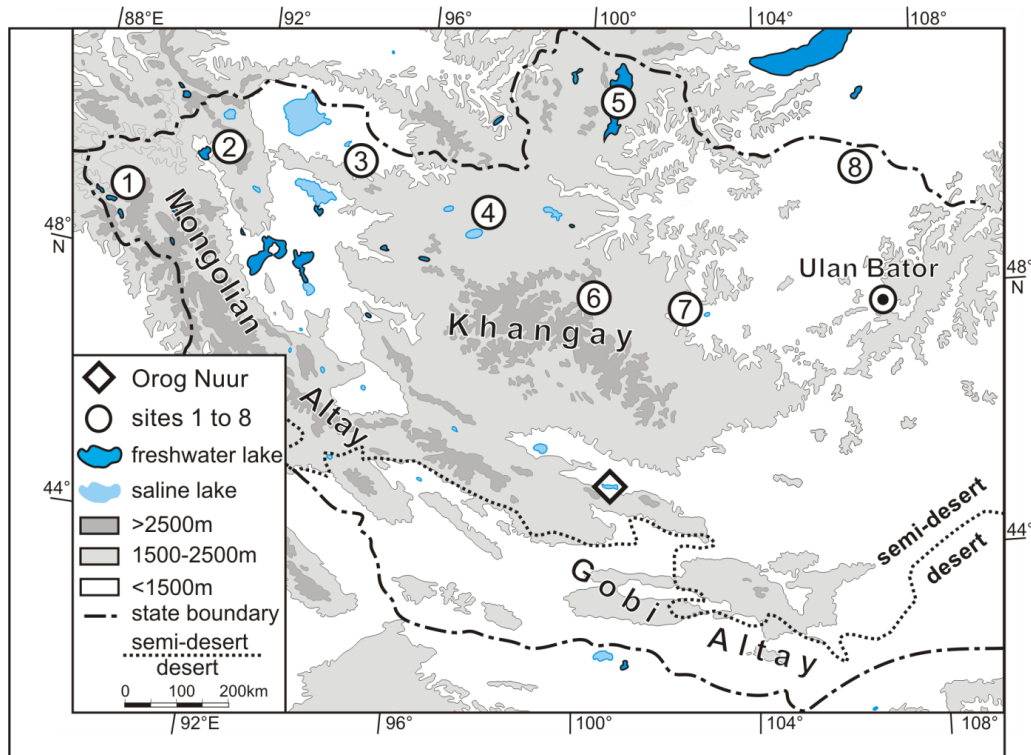 88°E
92
96
100°
104°
108°
5
2
3
8
1
4
48°
N
Mongolian
Ulan Bator
48°
N
6
7
Khangay
Orog Nuur
sites 1 to 8
Altay
freshwater lake
saline lake
44°
>2500m
semi-desert
desert
44°
1500-2500m
<1500m
Gobi
Altay
state boundary
semi-desert
desert
0 100 200km
92°E
96°
100°
104°
108°